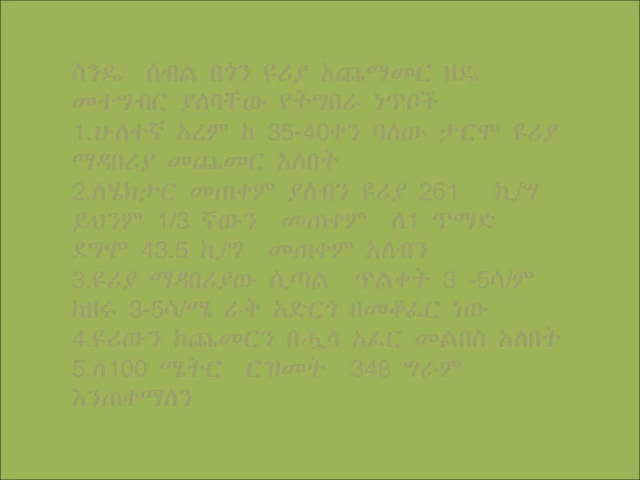 ስንዴ ሰብል በጎን ዩሪያ አጨማመር ዘዴ
መተግብር ያለባቸው የትግበራ ነጥቦች
1.ሁለተኛ አረም ከ 35-40ቀን ባለው ታርሞ ዩሪያ
ማዳበሪያ መጨመር አለበት
2.ለሄክታር መጠቀም ያለብን ዩሪያ 261 ኪ/ግ
ይህንም 1/3 ኛውን መጠቀም ለ1 ጥማድ
ደግሞ 43.5 ኪ/ግ መጠቀም አለብን
3.ዩሪያ ማዳበሪያው ሲጣል ጥልቀት 3 -5ሳ/ም
ከዘሩ 3-5ሳ/ሜ ራቅ አድርጎ በመቆፈር ነው
4.ዩሪውን ከጨመርን በሗላ አፈር መልበስ አለበት
5.ለ100 ሜትር ርዝመት 348 ግራም
እንጠቀማለን